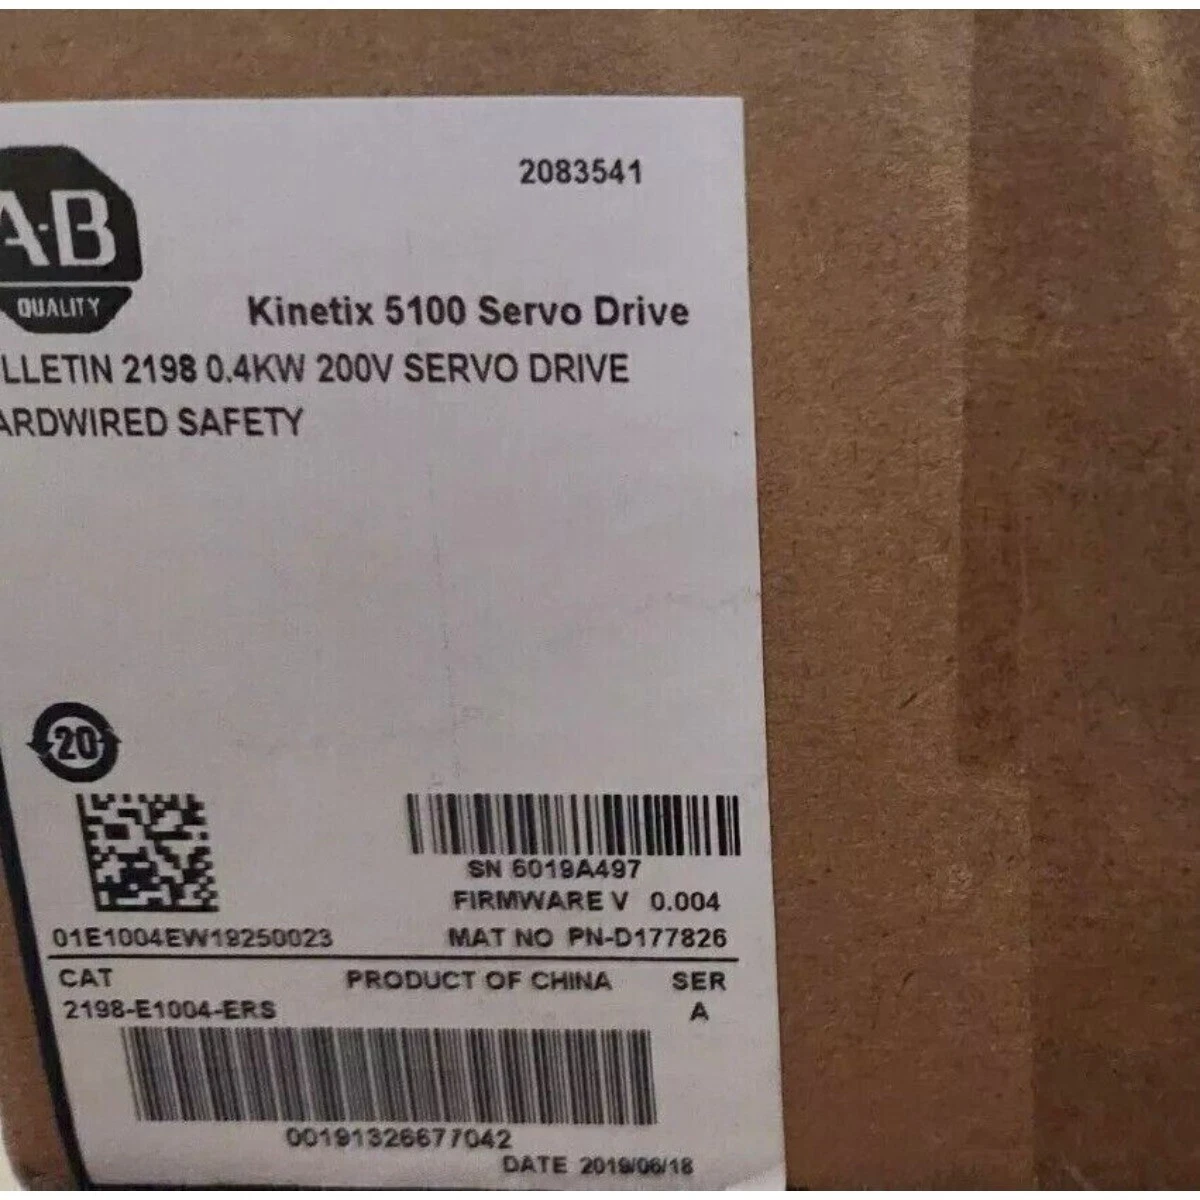 2083541
A-B
QUALITY
Kinetix 5100 Servo Drive
LLETIN 2198 0.4KW 200V SERVO DRIVE
ARDWIRED SAFETY
20
SN 6019A497
FIRMWARE V 0.004
01E1004EW19250023 MAT NO PN-D177826
CAT PRODUCT OF CHINA SER
2198-E1004-ERS A
00191326677042
DATE 2019/06/18